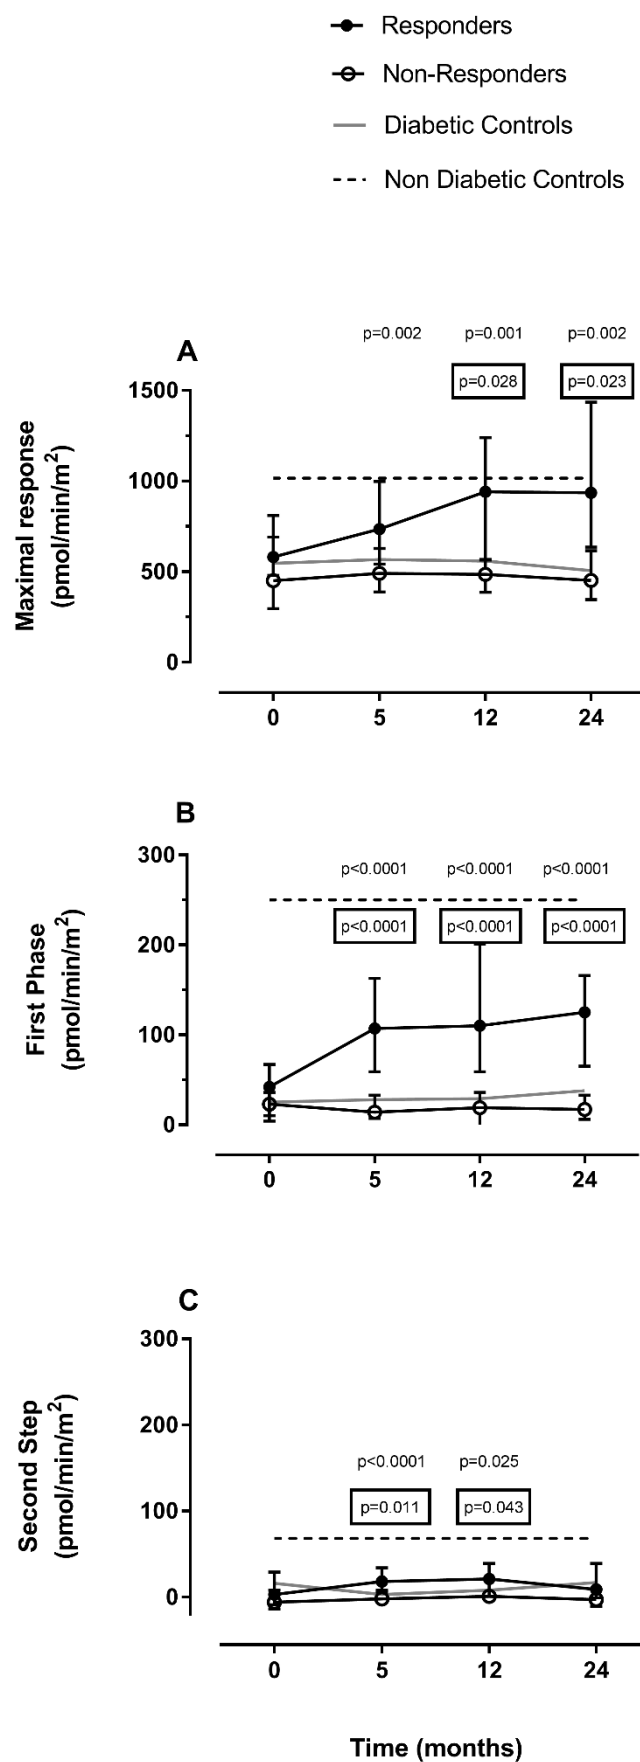 Responders
Non-Responders
Diabetic Controls
Non Diabetic Controls
A
p=0.002 p=0.001 p=0.002
p=0.028 p=0.023
Maximal response
(pmol/min/m²)
1500
1000
500
0
0 5 12 24
B
p<0.0001 p<0.0001 p<0.0001
p<0.0001 p<0.0001 p<0.0001
First Phase
(pmol/min/m²)
300
200
100
0
0 5 12 24
C
p<0.0001 p=0.025
p=0.011 p=0.043
Second Step
(pmol/min/m²)
300
200
100
0
0 5 12 24
Time (months)